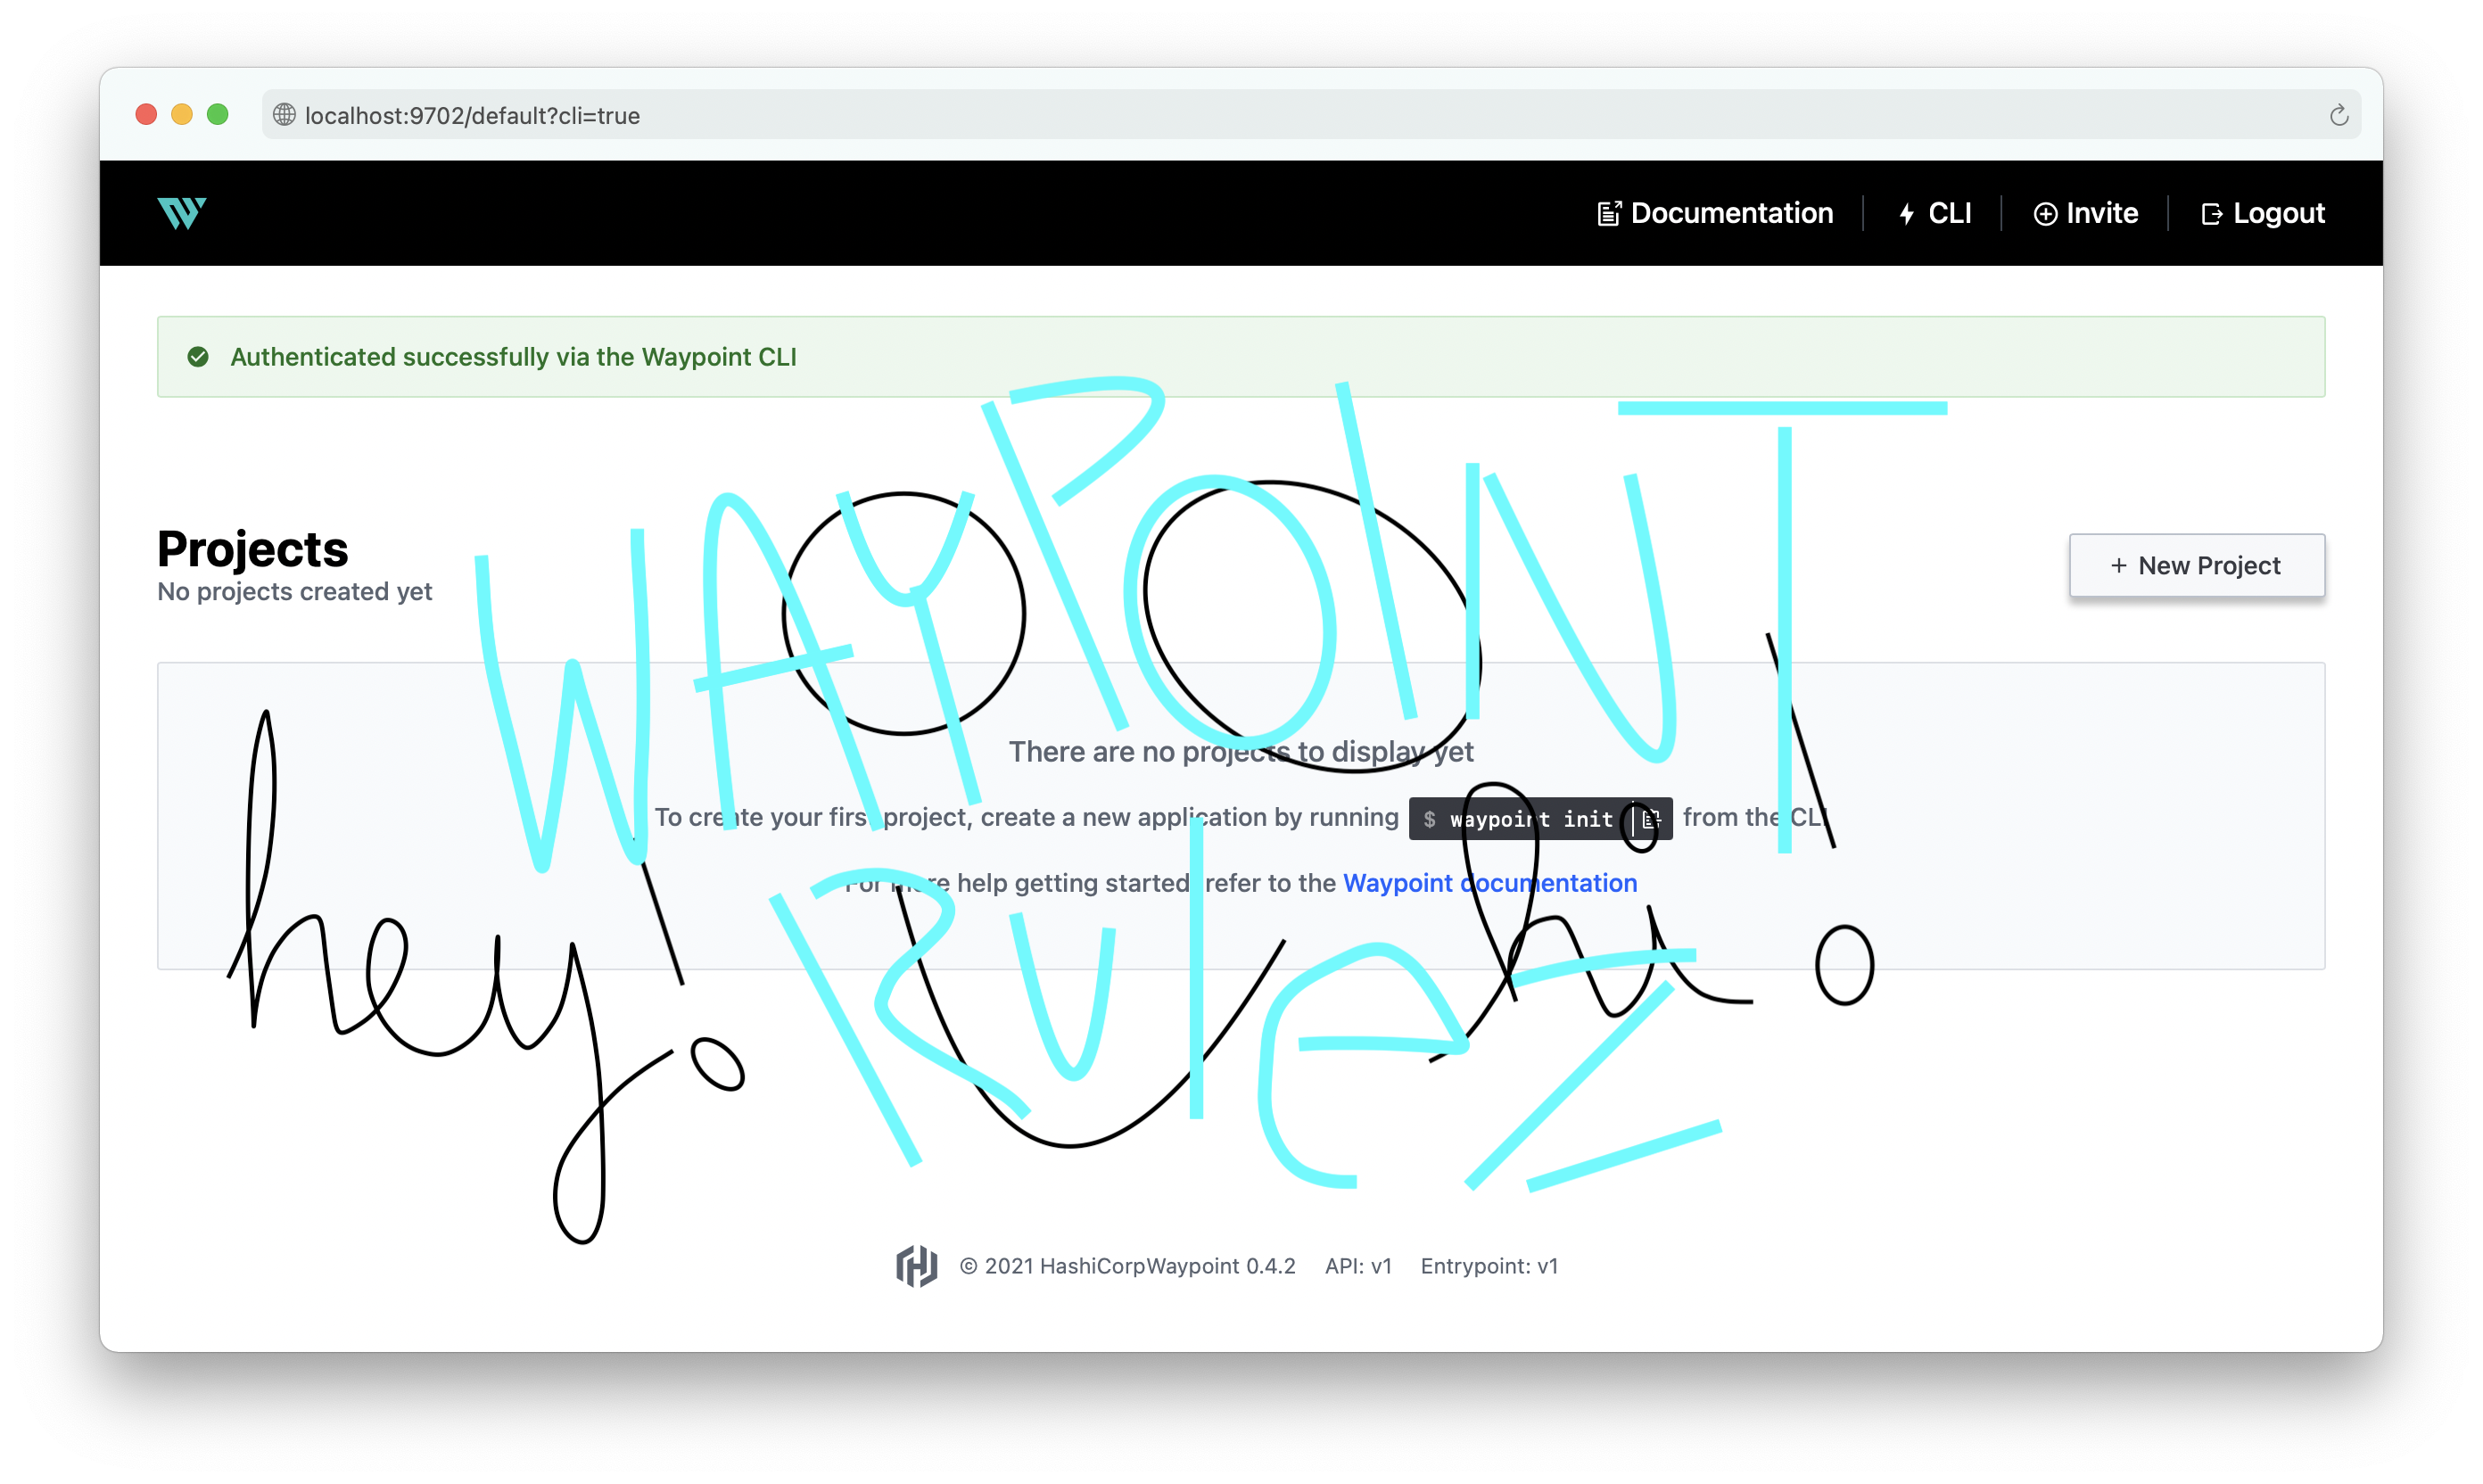 localhost:9702/default?cli=true
Documentation CLI Invite Logout
Authenticated successfully via the Waypoint CLI
WAYPOINT
Projects
No projects created yet
+ New Project
hey!
There are no projects to display yet
To create your first project, create a new application by running $ waypoint init from the CLI
hi!
For more help getting started, refer to the Waypoint documentation
RUlEZ
© 2021 HashiCorpWaypoint 0.4.2 API: v1 Entrypoint: v1